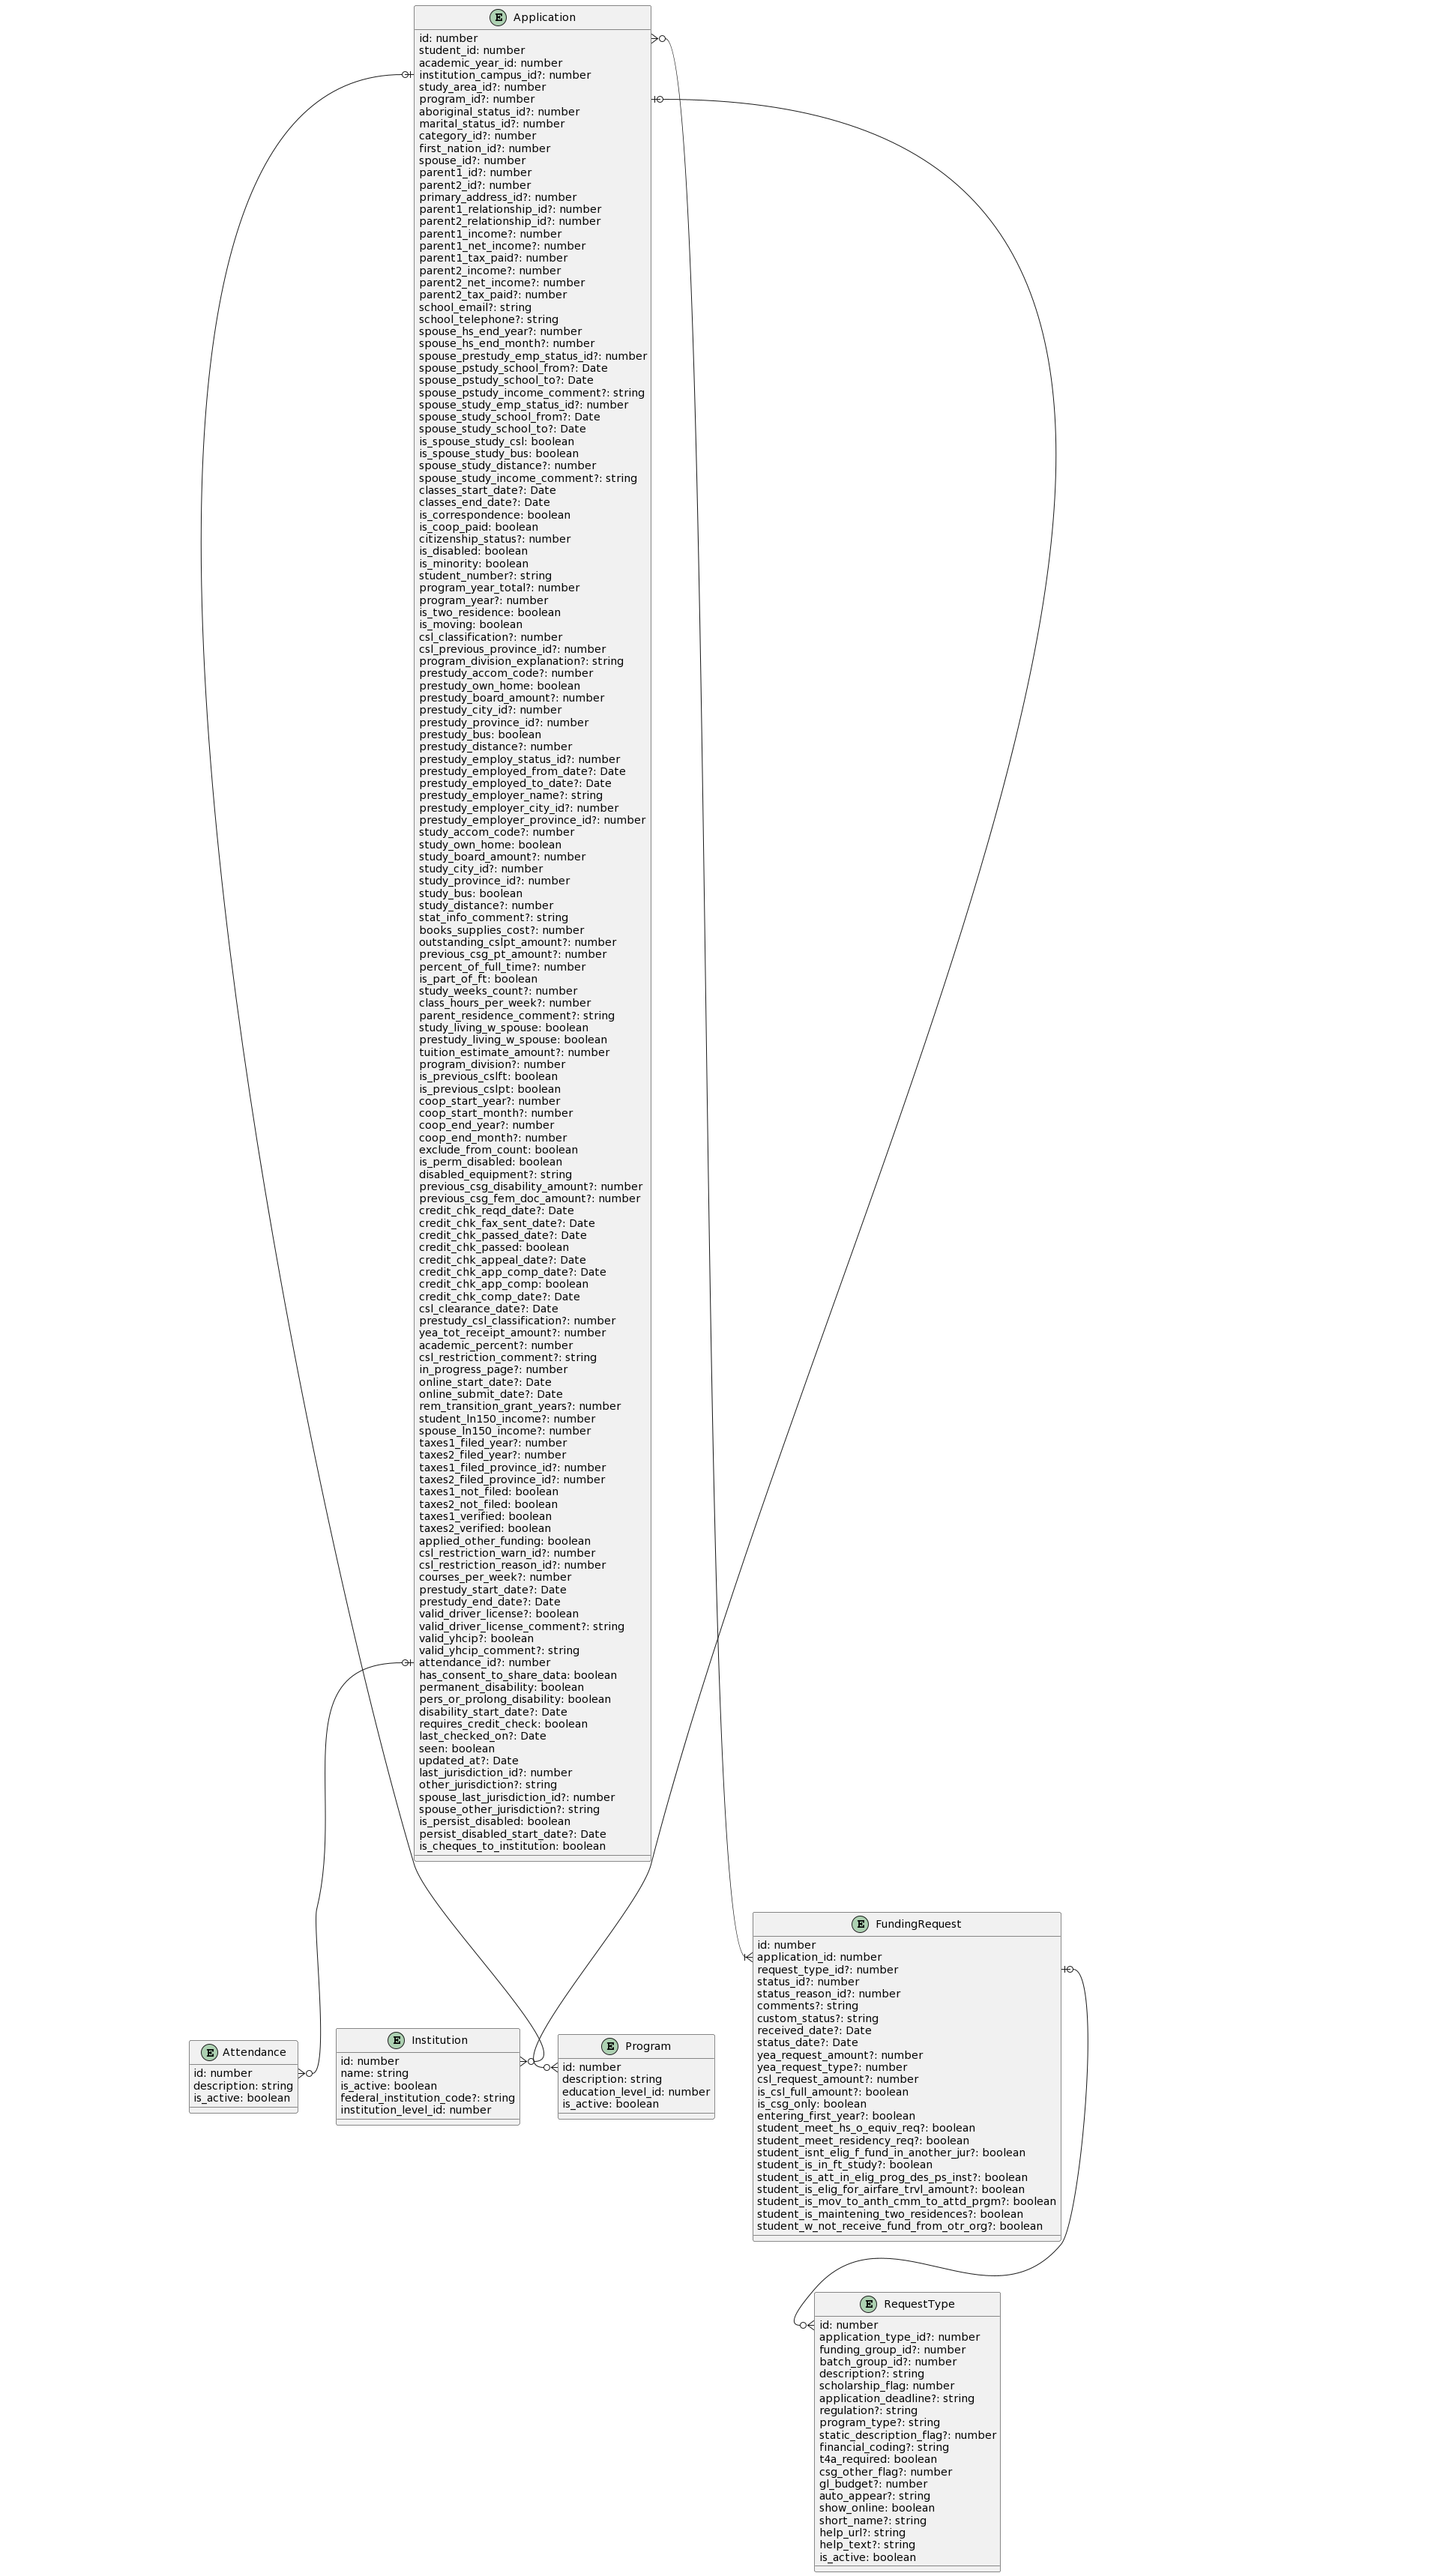 E Application
id: number
student_id: number
academic_year_id: number
institution_campus_id?: number
study_area_id?: number
program_id?: number
aboriginal_status_id?: number
marital_status_id?: number
category_id?: number
first_nation_id?: number
spouse_id?: number
parent1_id?: number
parent2_id?: number
primary_address_id?: number
parent1_relationship_id?: number
parent2_relationship_id?: number
parent1_income?: number
parent1_net_income?: number
parent1_tax_paid?: number
parent2_income?: number
parent2_net_income?: number
parent2_tax_paid?: number
school_email?: string
school_telephone?: string
spouse_hs_end_year?: number
spouse_hs_end_month?: number
spouse_prestudy_emp_status_id?: number
spouse_pstudy_school_from?: Date
spouse_pstudy_school_to?: Date
spouse_pstudy_income_comment?: string
spouse_study_emp_status_id?: number
spouse_study_school_from?: Date
spouse_study_school_to?: Date
is_spouse_study_csl: boolean
is_spouse_study_bus: boolean
spouse_study_distance?: number
spouse_study_income_comment?: string
classes_start_date?: Date
classes_end_date?: Date
is_correspondence: boolean
is_coop_paid: boolean
citizenship_status?: number
is_disabled: boolean
is_minority: boolean
student_number?: string
program_year_total?: number
program_year?: number
is_two_residence: boolean
is_moving: boolean
csl_classification?: number
csl_previous_province_id?: number
program_division_explanation?: string
prestudy_accom_code?: number
prestudy_own_home: boolean
prestudy_board_amount?: number
prestudy_city_id?: number
prestudy_province_id?: number
prestudy_bus: boolean
prestudy_distance?: number
prestudy_employ_status_id?: number
prestudy_employed_from_date?: Date
prestudy_employed_to_date?: Date
prestudy_employer_name?: string
prestudy_employer_city_id?: number
prestudy_employer_province_id?: number
study_accom_code?: number
study_own_home: boolean
study_board_amount?: number
study_city_id?: number
study_province_id?: number
study_bus: boolean
study_distance?: number
stat_info_comment?: string
books_supplies_cost?: number
outstanding_cslpt_amount?: number
previous_csg_pt_amount?: number
percent_of_full_time?: number
is_part_of_ft: boolean
study_weeks_count?: number
class_hours_per_week?: number
parent_residence_comment?: string
study_living_w_spouse: boolean
prestudy_living_w_spouse: boolean
tuition_estimate_amount?: number
program_division?: number
is_previous_cslft: boolean
is_previous_cslpt: boolean
coop_start_year?: number
coop_start_month?: number
coop_end_year?: number
coop_end_month?: number
exclude_from_count: boolean
is_perm_disabled: boolean
disabled_equipment?: string
previous_csg_disability_amount?: number
previous_csg_fem_doc_amount?: number
credit_chk_reqd_date?: Date
credit_chk_fax_sent_date?: Date
credit_chk_passed_date?: Date
credit_chk_passed: boolean
credit_chk_appeal_date?: Date
credit_chk_app_comp_date?: Date
credit_chk_app_comp: boolean
credit_chk_comp_date?: Date
csl_clearance_date?: Date
prestudy_csl_classification?: number
yea_tot_receipt_amount?: number
academic_percent?: number
csl_restriction_comment?: string
in_progress_page?: number
online_start_date?: Date
online_submit_date?: Date
rem_transition_grant_years?: number
student_ln150_income?: number
spouse_ln150_income?: number
taxes1_filed_year?: number
taxes2_filed_year?: number
taxes1_filed_province_id?: number
taxes2_filed_province_id?: number
taxes1_not_filed: boolean
taxes2_not_filed: boolean
taxes1_verified: boolean
taxes2_verified: boolean
applied_other_funding: boolean
csl_restriction_warn_id?: number
csl_restriction_reason_id?: number
courses_per_week?: number
prestudy_start_date?: Date
prestudy_end_date?: Date
valid_driver_license?: boolean
valid_driver_license_comment?: string
valid_yhcip?: boolean
valid_yhcip_comment?: string
attendance_id?: number
has_consent_to_share_data: boolean
permanent_disability: boolean
pers_or_prolong_disability: boolean
disability_start_date?: Date
requires_credit_check: boolean
last_checked_on?: Date
seen: boolean
updated_at?: Date
last_jurisdiction_id?: number
other_jurisdiction?: string
spouse_last_jurisdiction_id?: number
spouse_other_jurisdiction?: string
is_persist_disabled: boolean
persist_disabled_start_date?: Date
is_cheques_to_institution: boolean
E FundingRequest
id: number
application_id: number
request_type_id?: number
status_id?: number
status_reason_id?: number
comments?: string
custom_status?: string
received_date?: Date
status_date?: Date
yea_request_amount?: number
yea_request_type?: number
csl_request_amount?: number
is_csl_full_amount?: boolean
is_csg_only: boolean
entering_first_year?: boolean
student_meet_hs_o_equiv_req?: boolean
student_meet_residency_req?: boolean
student_isnt_elig_f_fund_in_another_jur?: boolean
student_is_in_ft_study?: boolean
student_is_att_in_elig_prog_des_ps_inst?: boolean
student_is_elig_for_airfare_trvl_amount?: boolean
student_is_mov_to_anth_cmm_to_attd_prgm?: boolean
student_is_maintening_two_residences?: boolean
student_w_not_receive_fund_from_otr_org?: boolean
E Attendance
id: number
description: string
is_active: boolean
E Institution
id: number
name: string
is_active: boolean
federal_institution_code?: string
institution_level_id: number
E Program
id: number
description: string
education_level_id: number
is_active: boolean
E RequestType
id: number
application_type_id?: number
funding_group_id?: number
batch_group_id?: number
description?: string
scholarship_flag: number
application_deadline?: string
regulation?: string
program_type?: string
static_description_flag?: number
financial_coding?: string
t4a_required: boolean
csg_other_flag?: number
gl_budget?: number
auto_appear?: string
show_online: boolean
short_name?: string
help_url?: string
help_text?: string
is_active: boolean